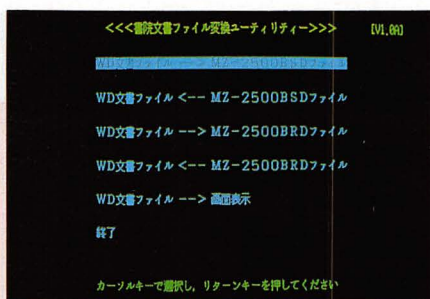 <<<書院文書ファイル変換ユーティリティー>>> [V1.0A]
WD文書ファイル --> MZ-2500BSDファイル
WD文書ファイル <-- MZ-2500BSDファイル
WD文書ファイル --> MZ-2500BRDファイル
WD文書ファイル <-- MZ-2500BRDファイル
WD文書ファイル --> 画面表示
終了
カーソルキーで選択し，リターンキーを押してください